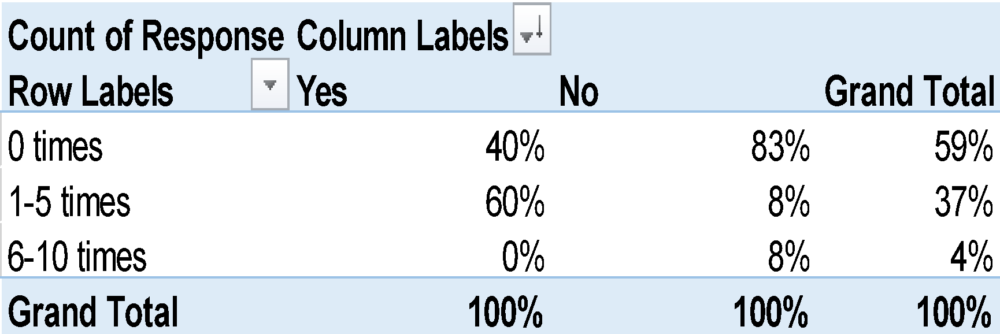 Count of Response Column Labels
Row Labels Yes No Grand Total
0 times 40% 83% 59%
1-5 times 60% 8% 37%
6-10 times 0% 8% 4%
Grand Total 100% 100% 100%